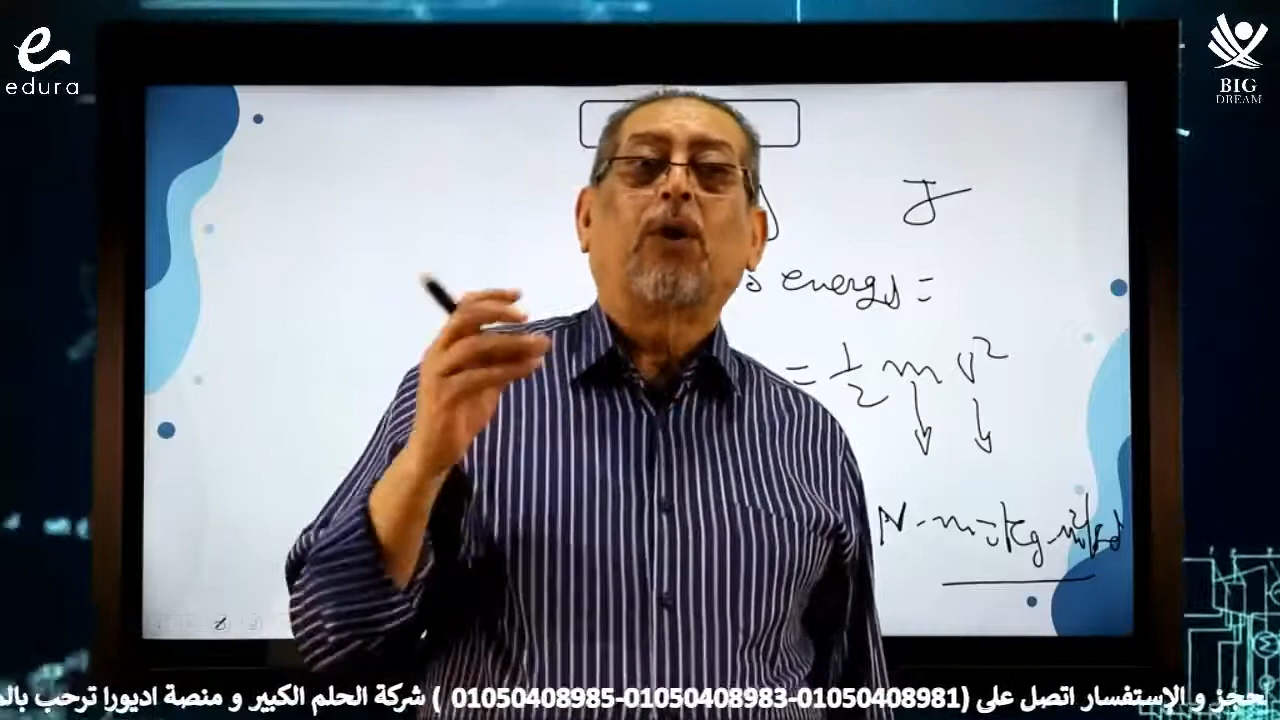 edura
BIG
DREAM
J
energy =
= 1/2 m v²
N · m = kg · m²/
حجز و الإستفسار اتصل على (01050408981-01050408983-01050408985 ) شركة الحلم الكبير و منصة اديورا ترحب